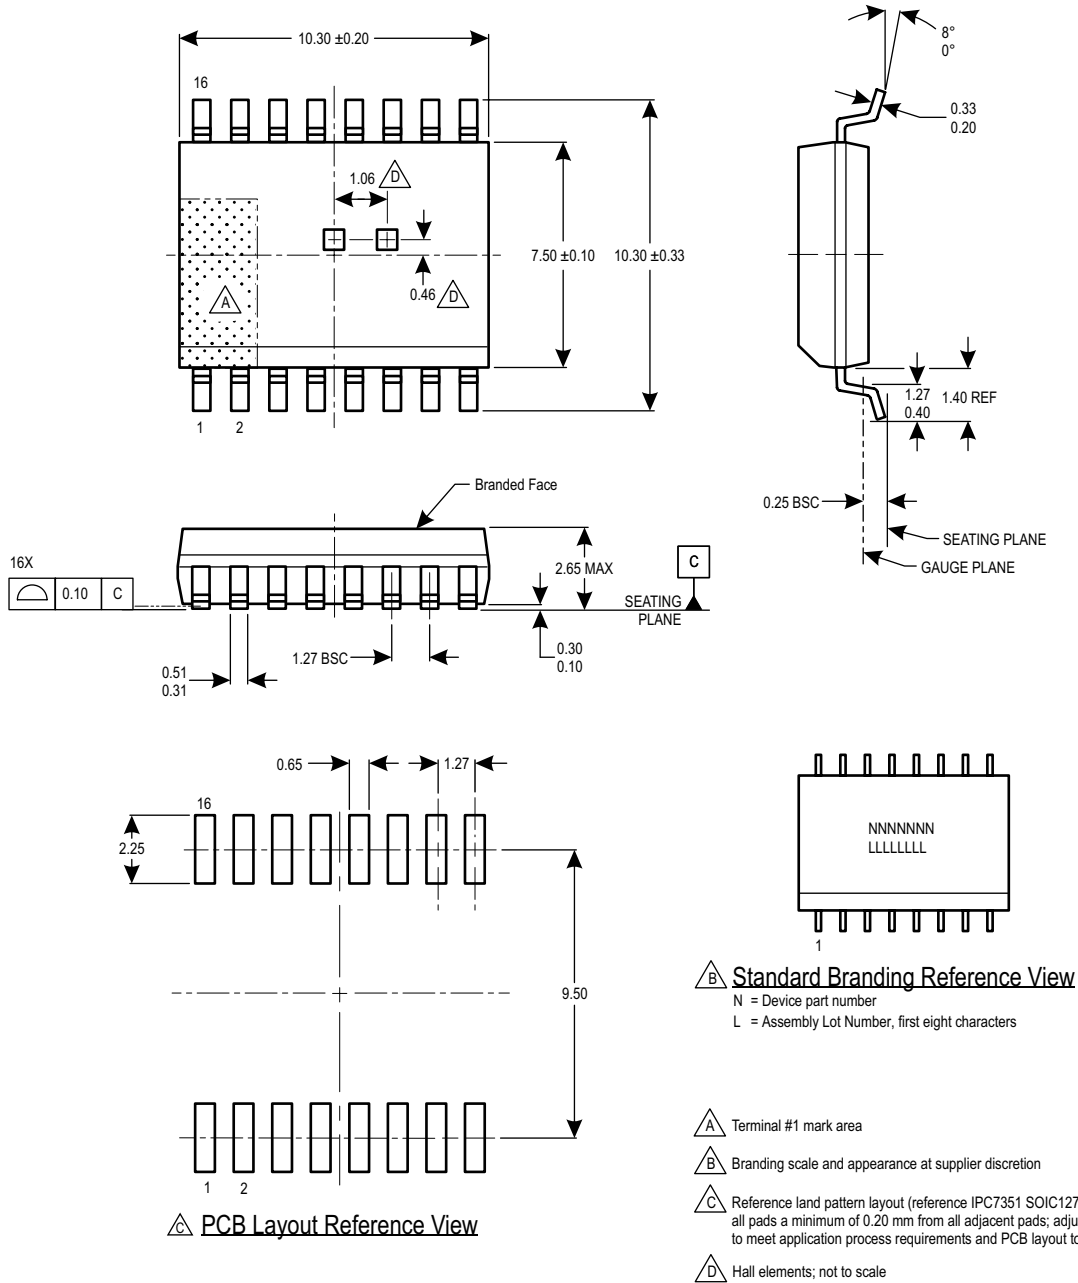 10.30 ±0.20
8°
0°
16
0.33
0.20
1.06
D
7.50 ±0.10
10.30 ±0.33
0.46
D
A
1
2
1.27
0.40
1.40 REF
0.25 BSC
SEATING PLANE
GAUGE PLANE
Branded Face
16X
0.10
C
2.65 MAX
C
SEATING
PLANE
0.30
0.10
1.27 BSC
0.51
0.31
0.65
1.27
16
2.25
9.50
1
2
C PCB Layout Reference View
NNNNNNN
LLLLLLLL
1
B Standard Branding Reference View
N = Device part number
L = Assembly Lot Number, first eight characters
A Terminal #1 mark area
B Branding scale and appearance at supplier discretion
C Reference land pattern layout (reference IPC7351 SOIC127
all pads a minimum of 0.20 mm from all adjacent pads;
to meet application process requirements and PCB layout
D Hall elements; not to scale